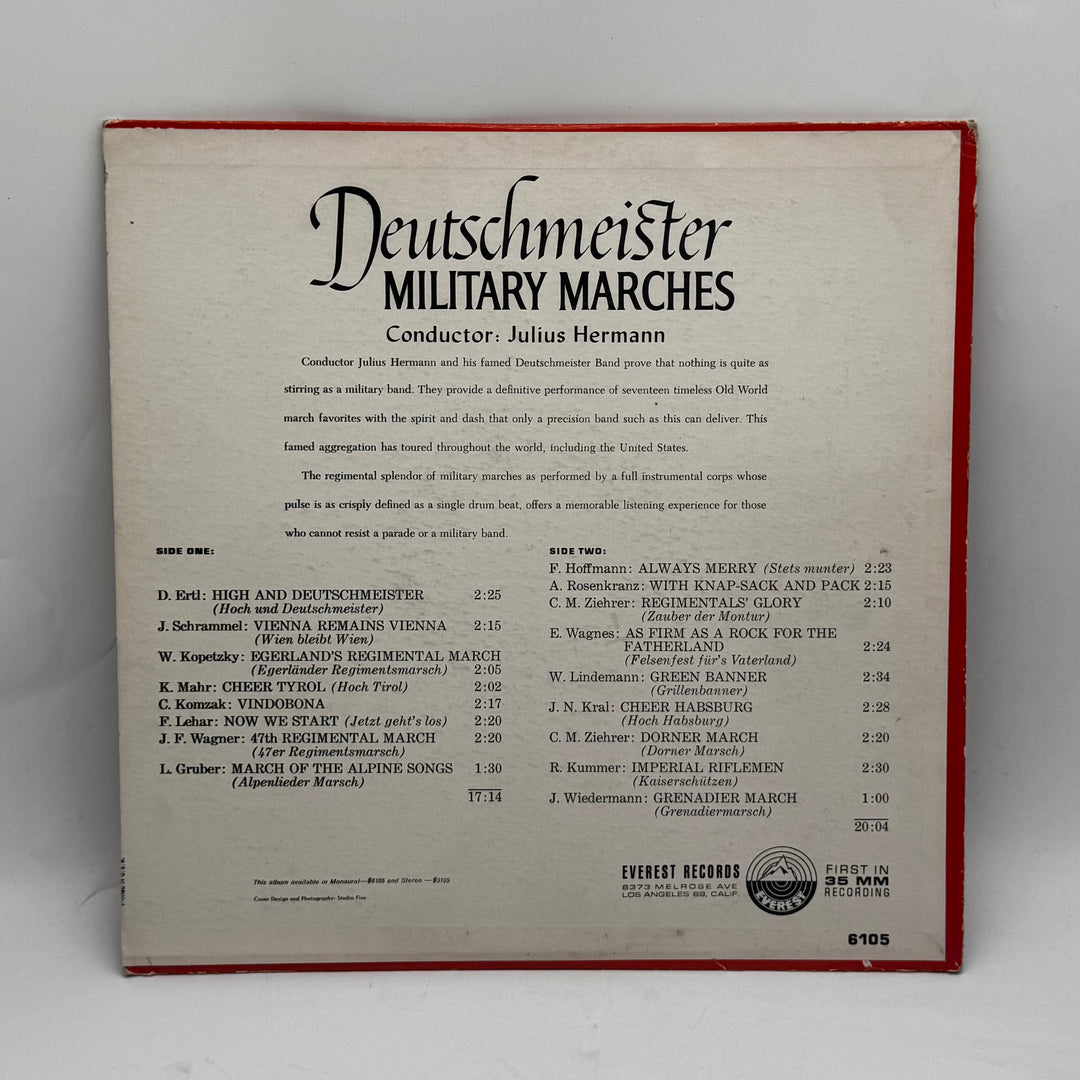 Deutschmeister
MILITARY MARCHES
Conductor: Julius Hermann
Conductor Julius Hermann and his famed Deutschmeister Band prove that nothing is quite as
stirring as a military band. They provide a definitive performance of seventeen timeless Old World
march favorites with the spirit and dash that only a precision band such as this can deliver. This
famed aggregation has toured throughout the world, including the United States.
The regimental splendor of military marches as performed by a full instrumental corps whose
pulse is as crisply defined as a single drum beat, offers a memorable listening experience for those
who cannot resist a parade or a military band.
SIDE ONE:
D. Ertl: HIGH AND DEUTSCHMEISTER 2:25
(Hoch und Deutschmeister)
J. Schrammel: VIENNA REMAINS VIENNA 2:15
(Wien bleibt Wien)
W. Kopetzky: EGERLAND'S REGIMENTAL MARCH
(Egerländer Regimentsmarsch) 2:05
K. Mahr: CHEER TYROL (Hoch Tirol) 2:02
C. Komzak: VINDOBONA 2:17
F. Lehar: NOW WE START (Jetzt geht's los) 2:20
J. F. Wagner: 47th REGIMENTAL MARCH 2:20
(47er Regimentsmarsch)
L. Gruber: MARCH OF THE ALPINE SONGS 1:30
(Alpenlieder Marsch)
17:14
SIDE TWO:
F. Hoffmann: ALWAYS MERRY (Stets munter) 2:23
A. Rosenkranz: WITH KNAP-SACK AND PACK 2:15
C. M. Ziehrer: REGIMENTALS' GLORY 2:10
(Zauber der Montur)
E. Wagnes: AS FIRM AS A ROCK FOR THE
FATHERLAND 2:24
(Felsenfest für's Vaterland)
W. Lindemann: GREEN BANNER 2:34
(Grillenbanner)
J. N. Kral: CHEER HABSBURG 2:28
(Hoch Habsburg)
C. M. Ziehrer: DORNER MARCH 2:20
(Dorner Marsch)
R. Kummer: IMPERIAL RIFLEMEN 2:30
(Kaiserschützen)
J. Wiedermann: GRENADIER MARCH 1:00
(Grenadiermarsch)
20:04
This album available in Monaural—#6105 and Stereo—#3105
Cover Design and Photography: Studio Five
EVEREST RECORDS
8373 MELROSE AVE
LOS ANGELES 69, CALIF.
EVEREST
FIRST IN
35 MM
RECORDING
6105